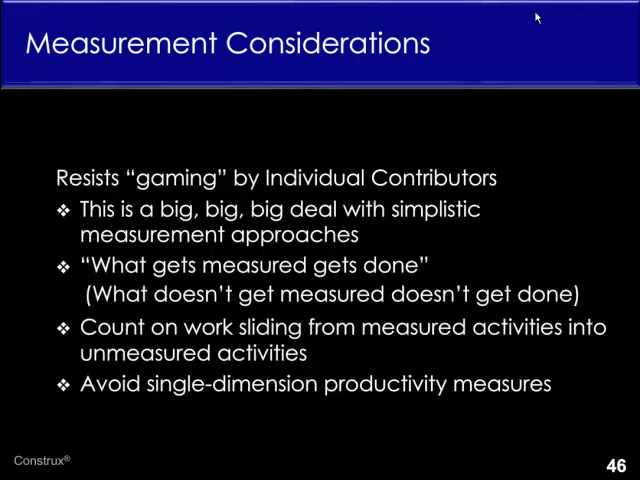 Measurement Considerations
Resists “gaming” by Individual Contributors
❖ This is a big, big, big deal with simplistic
measurement approaches
❖ “What gets measured gets done”
(What doesn’t get measured doesn’t get done)
❖ Count on work sliding from measured activities into
unmeasured activities
❖ Avoid single-dimension productivity measures
Construx®
46